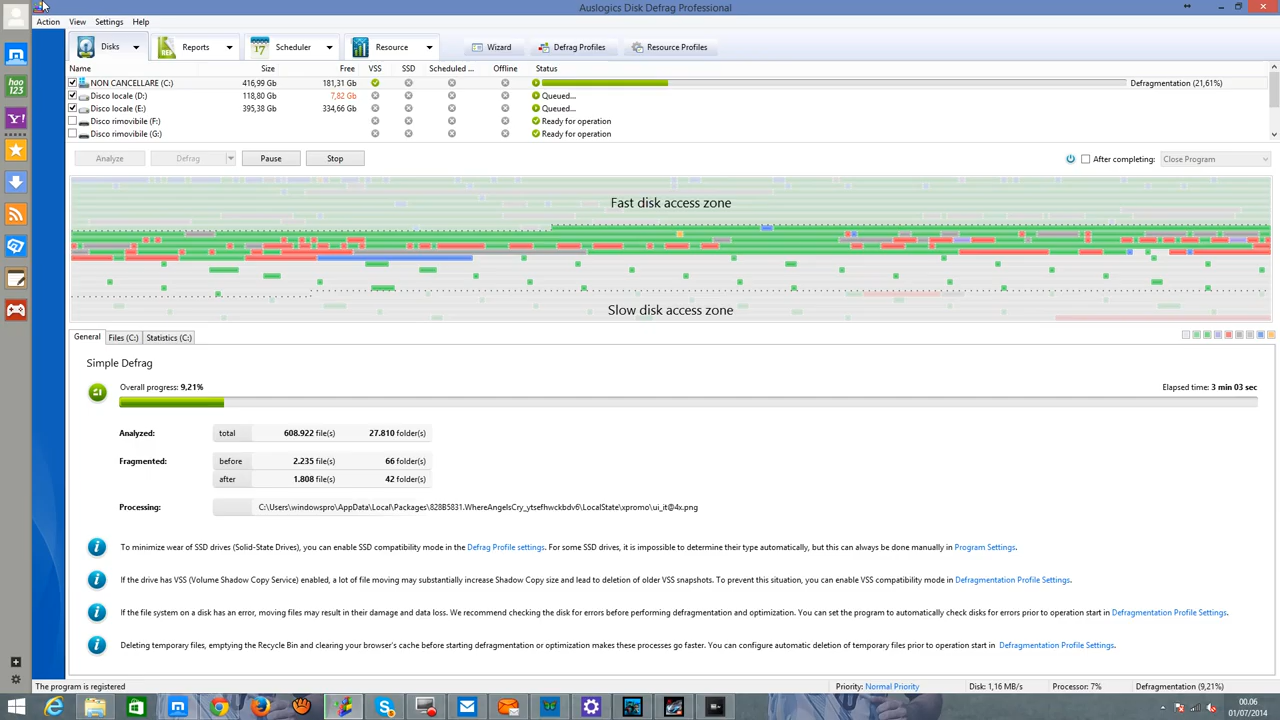 Auslogics Disk Defrag Professional
Action View Settings Help
Disks Reports Scheduler Resource Wizard Defrag Profiles Resource Profiles
Name Size Free VSS SSD Scheduled ... Offline Status
NON CANCELLARE (C:) 416,99 Gb 181,31 Gb Defragmentation (21,61%)
Disco locale (D:) 118,80 Gb 7,82 Gb Queued...
Disco locale (E:) 395,38 Gb 334,66 Gb Queued...
Disco rimovibile (F:) Ready for operation
Disco rimovibile (G:) Ready for operation
Analyze Defrag Pause Stop After completing: Close Program
Fast disk access zone
Slow disk access zone
General Files (C:) Statistics (C:)
Simple Defrag
Overall progress: 9,21% Elapsed time: 3 min 03 sec
Analyzed: total 608.922 file(s) 27.810 folder(s)
Fragmented: before 2.235 file(s) 66 folder(s)
after 1.808 file(s) 42 folder(s)
Processing: C:\Users\windowspro\AppData\Local\Packages\828B5831.WhereAngelsCry_ytsefhwckbdv6\LocalState\xpromo\ui_it@4x.png
To minimize wear of SSD drives (Solid-State Drives), you can enable SSD compatibility mode in the Defrag Profile settings. For some SSD drives, it is impossible to determine their type automatically, but this can always be done manually in Program Settings.
If the drive has VSS (Volume Shadow Copy Service) enabled, a lot of file moving may substantially increase Shadow Copy size and lead to deletion of older VSS snapshots. To prevent this situation, you can enable VSS compatibility mode in Defragmentation Profile Settings.
If the file system on a disk has an error, moving files may result in their damage and data loss. We recommend checking the disk for errors before performing defragmentation and optimization. You can set the program to automatically check disks for errors prior to operation start in Defragmentation Profile Settings.
Deleting temporary files, emptying the Recycle Bin and clearing your browser's cache before starting defragmentation or optimization makes these processes go faster. You can configure automatic deletion of temporary files prior to operation start in Defragmentation Profile Settings.
The program is registered Priority: Normal Priority Disk: 1,16 MB/s Processor: 7% Defragmentation (9,21%)
hao
123
00.06
01/07/2014